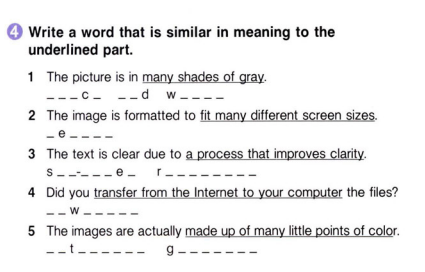 4 Write a word that is similar in meaning to the
underlined part.
1 The picture is in many shades of gray.
_ _ _ c _ _ _ d w _ _ _ _
2 The image is formatted to fit many different screen sizes.
_ e _ _ _ _
3 The text is clear due to a process that improves clarity.
s _ _-_ _ _ e _ r _ _ _ _ _ _ _ _
4 Did you transfer from the Internet to your computer the files?
_ _ w _ _ _ _ _
5 The images are actually made up of many little points of color.
_ _ t _ _ _ _ _ _ g _ _ _ _ _ _ _